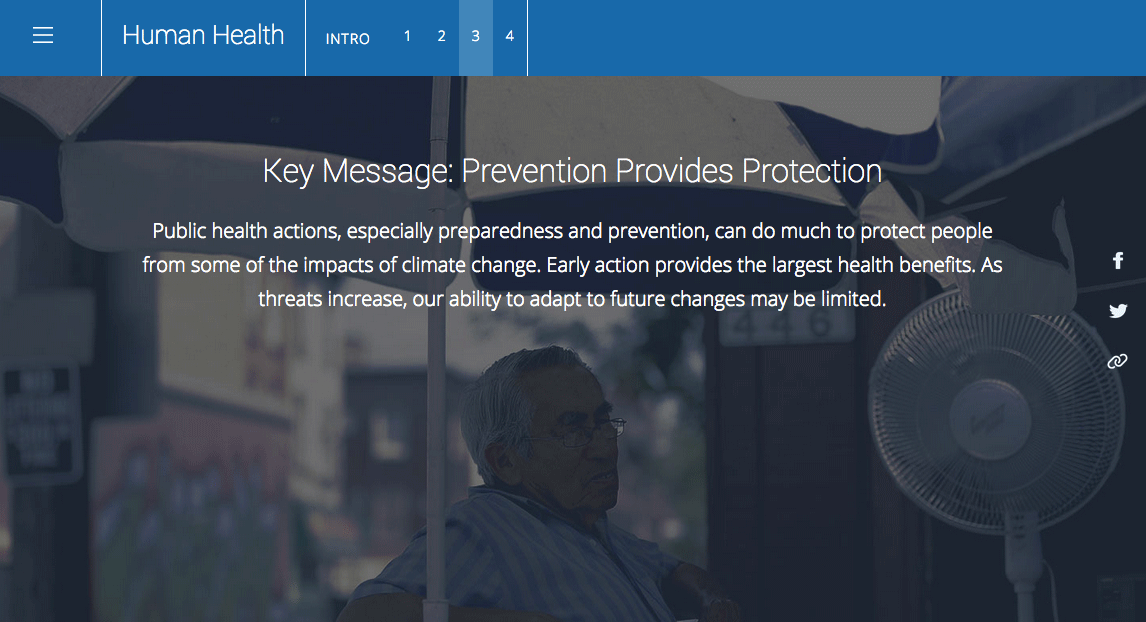 Human Health
INTRO 1 2 3 4
Key Message: Prevention Provides Protection
Public health actions, especially preparedness and prevention, can do much to protect people
from some of the impacts of climate change. Early action provides the largest health benefits. As
threats increase, our ability to adapt to future changes may be limited.
446